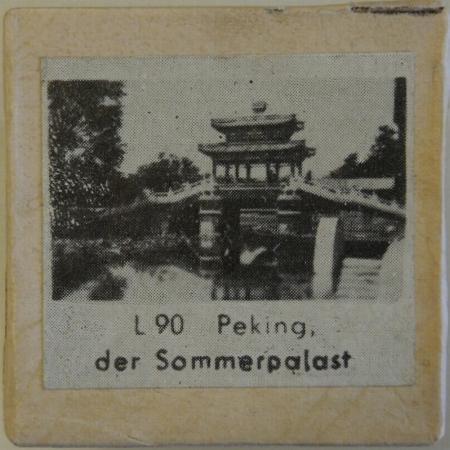 L 90 Peking,
der Sommerpalast